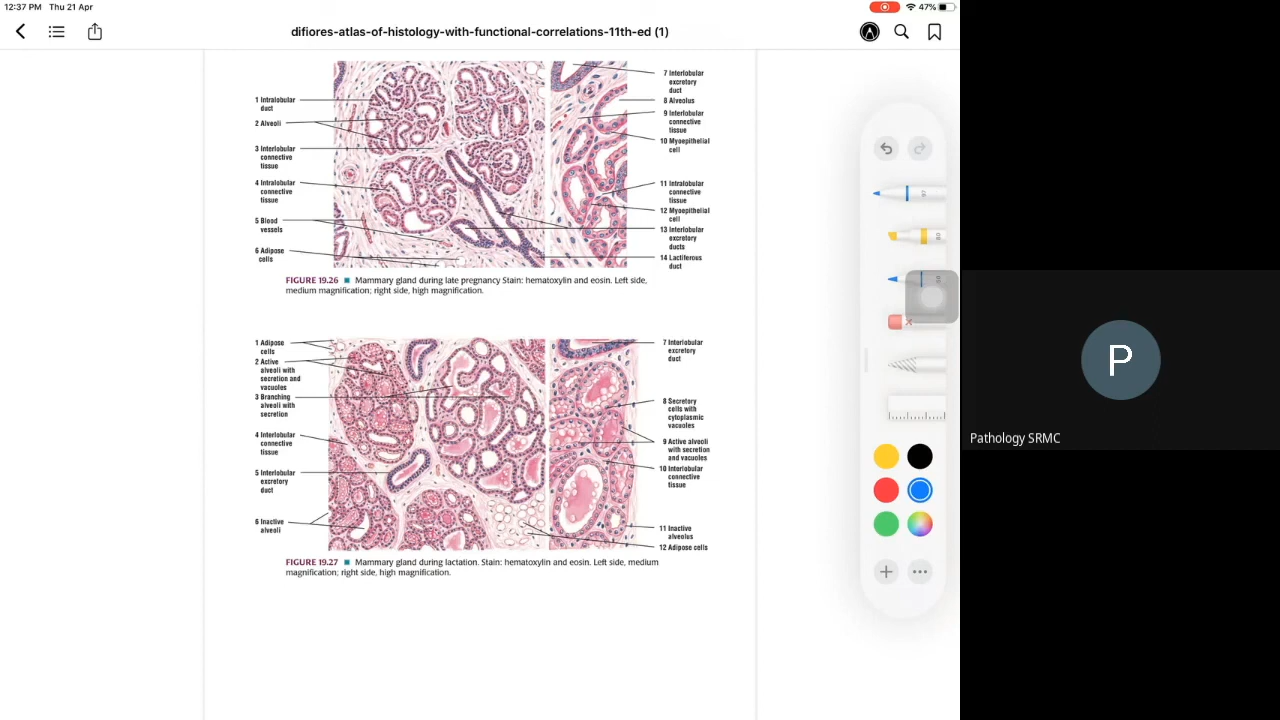 12:37 PM Thu 21 Apr
47%
difiores-atlas-of-histology-with-functional-correlations-11th-ed (1)
1 Intralobular
duct
2 Alveoli
3 Interlobular
connective
tissue
4 Intralobular
connective
tissue
5 Blood
vessels
6 Adipose
cells
7 Interlobular
excretory
duct
8 Alveolus
9 Interlobular
connective
tissue
10 Myoepithelial
cell
11 Intralobular
connective
tissue
12 Myoepithelial
cell
13 Interlobular
excretory
ducts
14 Lactiferous
duct
FIGURE 19.26 ■ Mammary gland during late pregnancy Stain: hematoxylin and eosin. Left side,
medium magnification; right side, high magnification.
1 Adipose
cells
2 Active
alveoli with
secretion and
vacuoles
3 Branching
alveoli with
secretion
4 Interlobular
connective
tissue
5 Interlobular
excretory
duct
6 Inactive
alveoli
7 Interlobular
excretory
duct
8 Secretory
cells with
cytoplasmic
vacuoles
9 Active alveoli
with secretion
and vacuoles
10 Interlobular
connective
tissue
11 Inactive
alveolus
12 Adipose cells
FIGURE 19.27 ■ Mammary gland during lactation. Stain: hematoxylin and eosin. Left side, medium
magnification; right side, high magnification.
P
Pathology SRMC